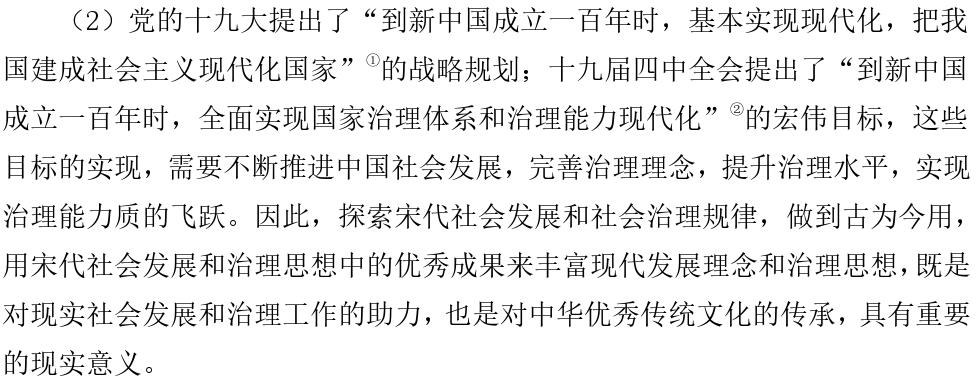 （2）党的十九大提出了“到新中国成立一百年时，基本实现现代化，把我
国建成社会主义现代化国家”①的战略规划；十九届四中全会提出了“到新中国
成立一百年时，全面实现国家治理体系和治理能力现代化”②的宏伟目标，这些
目标的实现，需要不断推进中国社会发展，完善治理理念，提升治理水平，实现
治理能力质的飞跃。因此，探索宋代社会发展和社会治理规律，做到古为今用，
用宋代社会发展和治理思想中的优秀成果来丰富现代发展理念和治理思想，既是
对现实社会发展和治理工作的助力，也是对中华优秀传统文化的传承，具有重要
的现实意义。